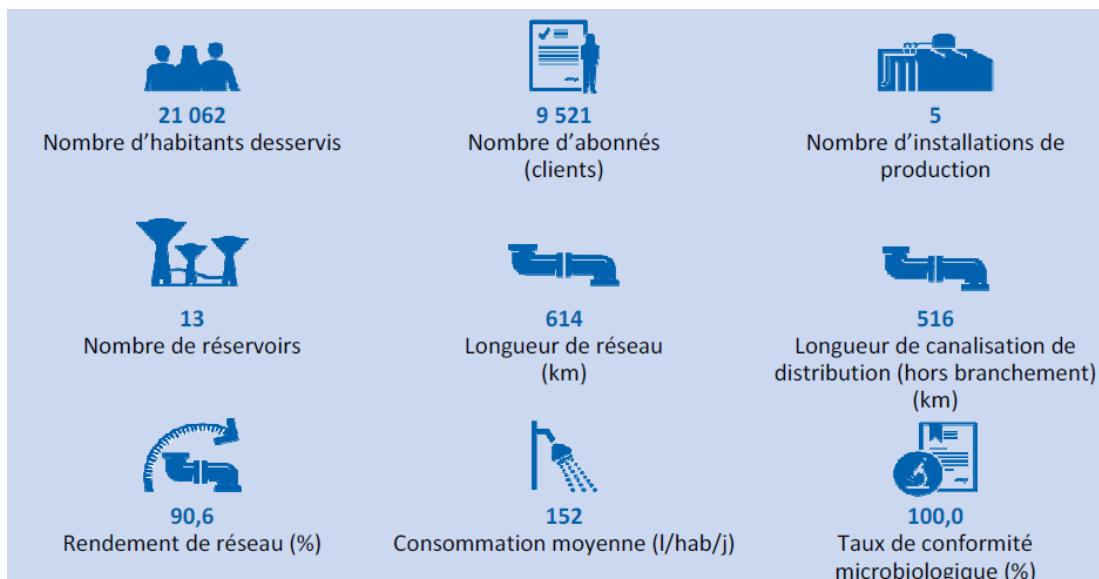 21 062
Nombre d'habitants desservis
9 521
Nombre d'abonnés
(clients)
5
Nombre d'installations de
production
13
Nombre de réservoirs
614
Longueur de réseau
(km)
516
Longueur de canalisation de
distribution (hors branchement)
(km)
90,6
Rendement de réseau (%)
152
Consommation moyenne (l/hab/j)
100,0
Taux de conformité
microbiologique (%)